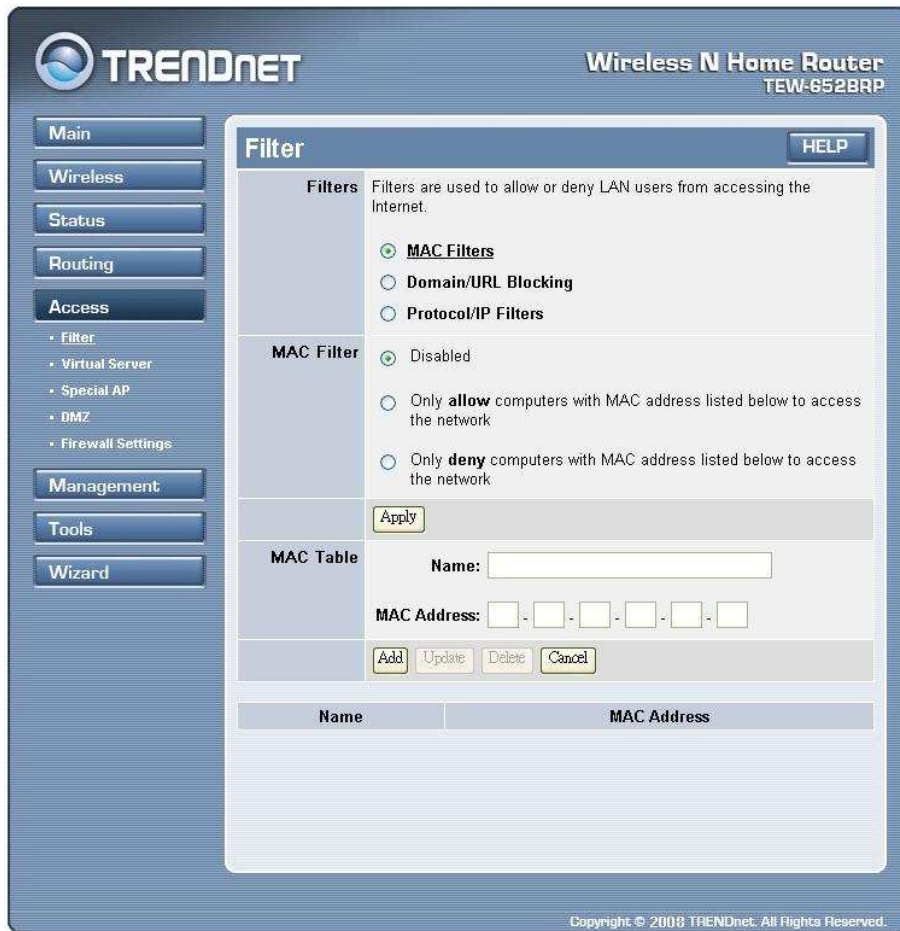 TRENDNET
Wireless N Home Router
TEW-652BRP
Main
Wireless
Status
Routing
Access
Filter
Virtual Server
Special AP
DMZ
Firewall Settings
Management
Tools
Wizard
Filter
HELP
Filters
Filters are used to allow or deny LAN users from accessing the
Internet.
MAC Filters
Domain/URL Blocking
Protocol/IP Filters
MAC Filter
Disabled
Only allow computers with MAC address listed below to access
the network
Only deny computers with MAC address listed below to access
the network
Apply
MAC Table
Name:
MAC Address: - - - - -
Add Update Delete Cancel
Name MAC Address
Copyright © 2008 TRENDnet. All Rights Reserved.